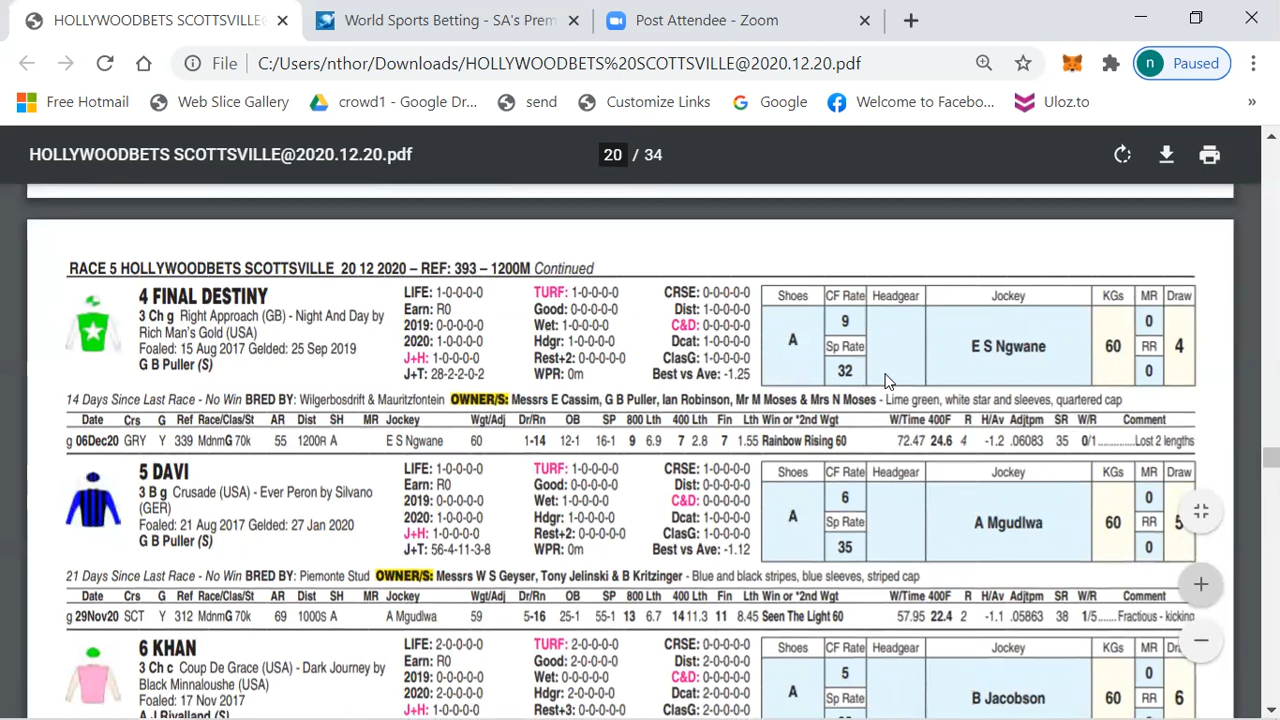 HOLLYWOODBETS SCOTTSVILLE@
World Sports Betting - SA's Prem
Post Attendee - Zoom
File C:/Users/nthor/Downloads/HOLLYWOODBETS%20SCOTTSVILLE@2020.12.20.pdf n Paused
Free Hotmail Web Slice Gallery crowd1 - Google Dr... send Customize Links Google Welcome to Facebo... Uloz.to »
HOLLYWOODBETS SCOTTSVILLE@2020.12.20.pdf 20 / 34
RACE 5 HOLLYWOODBETS SCOTTSVILLE 20 12 2020 – REF: 393 – 1200M Continued
4 FINAL DESTINY
3 Ch g Right Approach (GB) - Night And Day by
Rich Man's Gold (USA)
Foaled: 15 Aug 2017 Gelded: 25 Sep 2019
G B Puller (S)
LIFE: 1-0-0-0-0 TURF: 1-0-0-0-0 CRSE: 0-0-0-0-0
Earn: R0 Good: 0-0-0-0-0 Dist: 1-0-0-0-0
2019: 0-0-0-0-0 Wet: 1-0-0-0-0 C&D: 0-0-0-0-0
2020: 1-0-0-0-0 Hdgr: 1-0-0-0-0 Dcat: 1-0-0-0-0
J+H: 1-0-0-0-0 Rest+2: 0-0-0-0-0 ClasG: 1-0-0-0-0
J+T: 28-2-2-0-2 WPR: 0m Best vs Ave: -1.25
Shoes CF Rate Headgear Jockey KGs MR Draw
A 9 E S Ngwane 60 0 4
Sp Rate RR
32 0
14 Days Since Last Race - No Win BRED BY: Wilgerbosdrift & Mauritzfontein OWNER/S: Messrs E Cassim, G B Puller, Ian Robinson, Mr M Moses & Mrs N Moses - Lime green, white star and sleeves, quartered cap
Date Crs G Ref Race/Clas/St AR Dist SH MR Jockey Wgt/Adj Dr/Rn OB SP 800 Lth 400 Lth Fin Lth Win or *2nd Wgt W/Time 400F R H/Av Adjtpm SR W/R Comment
g 06Dec20 GRY Y 339 MdnmG 70k 55 1200R A E S Ngwane 60 1-14 12-1 16-1 9 6.9 7 2.8 7 1.55 Rainbow Rising 60 72.47 24.6 4 -1.2 .06083 35 0/1 ..............Lost 2 lengths
5 DAVI
3 B g Crusade (USA) - Ever Peron by Silvano
(GER)
Foaled: 21 Aug 2017 Gelded: 27 Jan 2020
G B Puller (S)
LIFE: 1-0-0-0-0 TURF: 1-0-0-0-0 CRSE: 1-0-0-0-0
Earn: R0 Good: 1-0-0-0-0 Dist: 0-0-0-0-0
2019: 0-0-0-0-0 Wet: 0-0-0-0-0 C&D: 0-0-0-0-0
2020: 1-0-0-0-0 Hdgr: 1-0-0-0-0 Dcat: 1-0-0-0-0
J+H: 1-0-0-0-0 Rest+2: 0-0-0-0-0 ClasG: 1-0-0-0-0
J+T: 56-4-11-3-8 WPR: 0m Best vs Ave: -1.12
Shoes CF Rate Headgear Jockey KGs MR Draw
A 6 A Mgudlwa 60 0 5
Sp Rate RR
35 0
21 Days Since Last Race - No Win BRED BY: Piemonte Stud OWNER/S: Messrs W S Geyser, Tony Jelinski & B Kritzinger - Blue and black stripes, blue sleeves, striped cap
Date Crs G Ref Race/Clas/St AR Dist SH MR Jockey Wgt/Adj Dr/Rn OB SP 800 Lth 400 Lth Fin Lth Win or *2nd Wgt W/Time 400F R H/Av Adjtpm SR W/R Comment
g 29Nov20 SCT Y 312 MdnmG 70k 69 1000S A A Mgudlwa 59 5-16 25-1 55-1 13 6.7 14 11.3 11 8.45 Seen The Light 60 57.95 22.4 2 -1.1 .05863 38 1/5 ......Fractious - kicking
6 KHAN
3 Ch c Coup De Grace (USA) - Dark Journey by
Black Minnaloushe (USA)
Foaled: 17 Nov 2017
A J Rivalland (S)
LIFE: 2-0-0-0-0 TURF: 2-0-0-0-0 CRSE: 1-0-0-0-0
Earn: R0 Good: 2-0-0-0-0 Dist: 2-0-0-0-0
2019: 0-0-0-0-0 Wet: 0-0-0-0-0 C&D: 1-0-0-0-0
2020: 2-0-0-0-0 Hdgr: 2-0-0-0-0 Dcat: 2-0-0-0-0
J+H: 1-0-0-0-0 Rest+3: 0-0-0-0-0 ClasG: 2-0-0-0-0
Shoes CF Rate Headgear Jockey KGs MR Draw
A 5 B Jacobson 60 0 6
Sp Rate RR